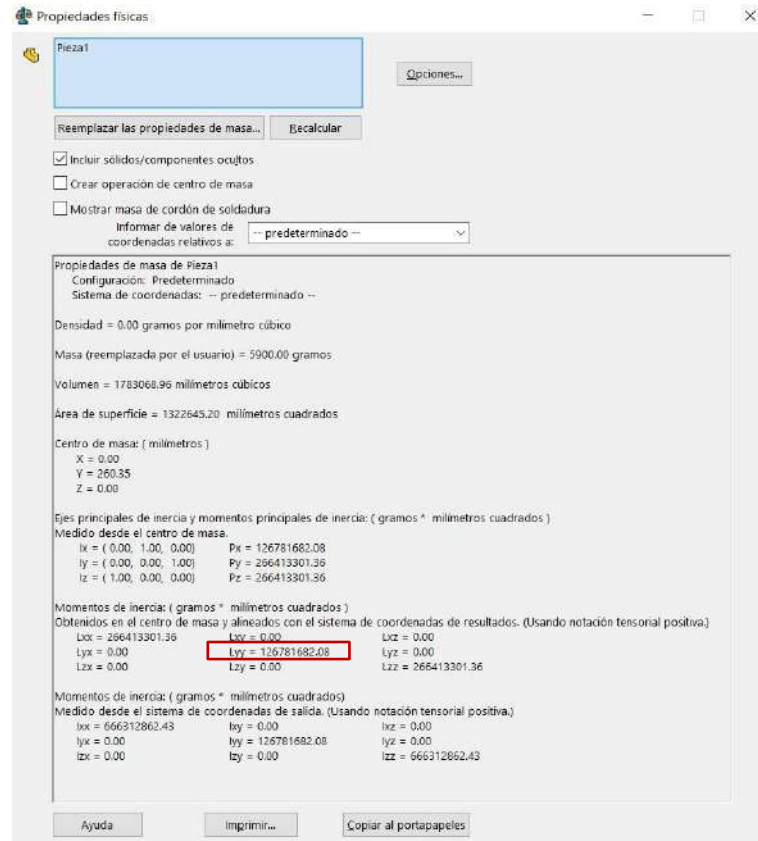 Propiedades físicas
Pieza1
Opciones...
Reemplazar las propiedades de masa... Recalcular
Incluir sólidos/componentes ocultos
Crear operación de centro de masa
Mostrar masa de cordón de soldadura
Informar de valores de coordenadas relativos a: -- predeterminado --
Propiedades de masa de Pieza1
Configuración: Predeterminado
Sistema de coordenadas: -- predeterminado --
Densidad = 0.00 gramos por milímetro cúbico
Masa (reemplazada por el usuario) = 5900.00 gramos
Volumen = 1783068.96 milímetros cúbicos
Área de superficie = 1322645.20 milímetros cuadrados
Centro de masa: ( milímetros )
X = 0.00
Y = 260.35
Z = 0.00
Ejes principales de inercia y momentos principales de inercia: ( gramos * milímetros cuadrados )
Medido desde el centro de masa.
Ix = ( 0.00, 1.00, 0.00) Px = 126781682.08
Iy = ( 0.00, 0.00, 1.00) Py = 266413301.36
Iz = ( 1.00, 0.00, 0.00) Pz = 266413301.36
Momentos de inercia: ( gramos * milímetros cuadrados )
Obtenidos en el centro de masa y alineados con el sistema de coordenadas de resultados. (Usando notación tensorial positiva.)
Lxx = 266413301.36 Lxy = 0.00 Lxz = 0.00
Lyx = 0.00 Lyy = 126781682.08 Lyz = 0.00
Lzx = 0.00 Lzy = 0.00 Lzz = 266413301.36
Momentos de inercia: ( gramos * milímetros cuadrados)
Medido desde el sistema de coordenadas de salida. (Usando notación tensorial positiva.)
Ixx = 666312862.43 Ixy = 0.00 Ixz = 0.00
Iyx = 0.00 Iyy = 126781682.08 Iyz = 0.00
Izx = 0.00 Izy = 0.00 Izz = 666312862.43
Ayuda Imprimir... Copiar al portapapeles